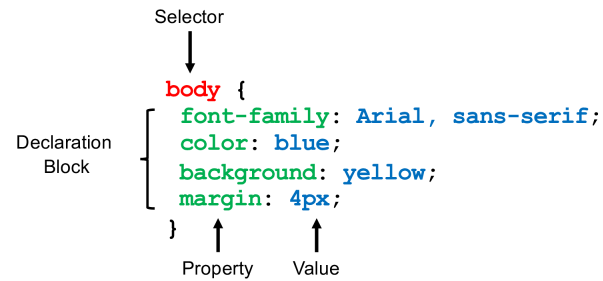 Selector
body {
font-family: Arial, sans-serif;
color: blue;
Declaration
Block
background: yellow;
margin: 4px;
}
Property
Value